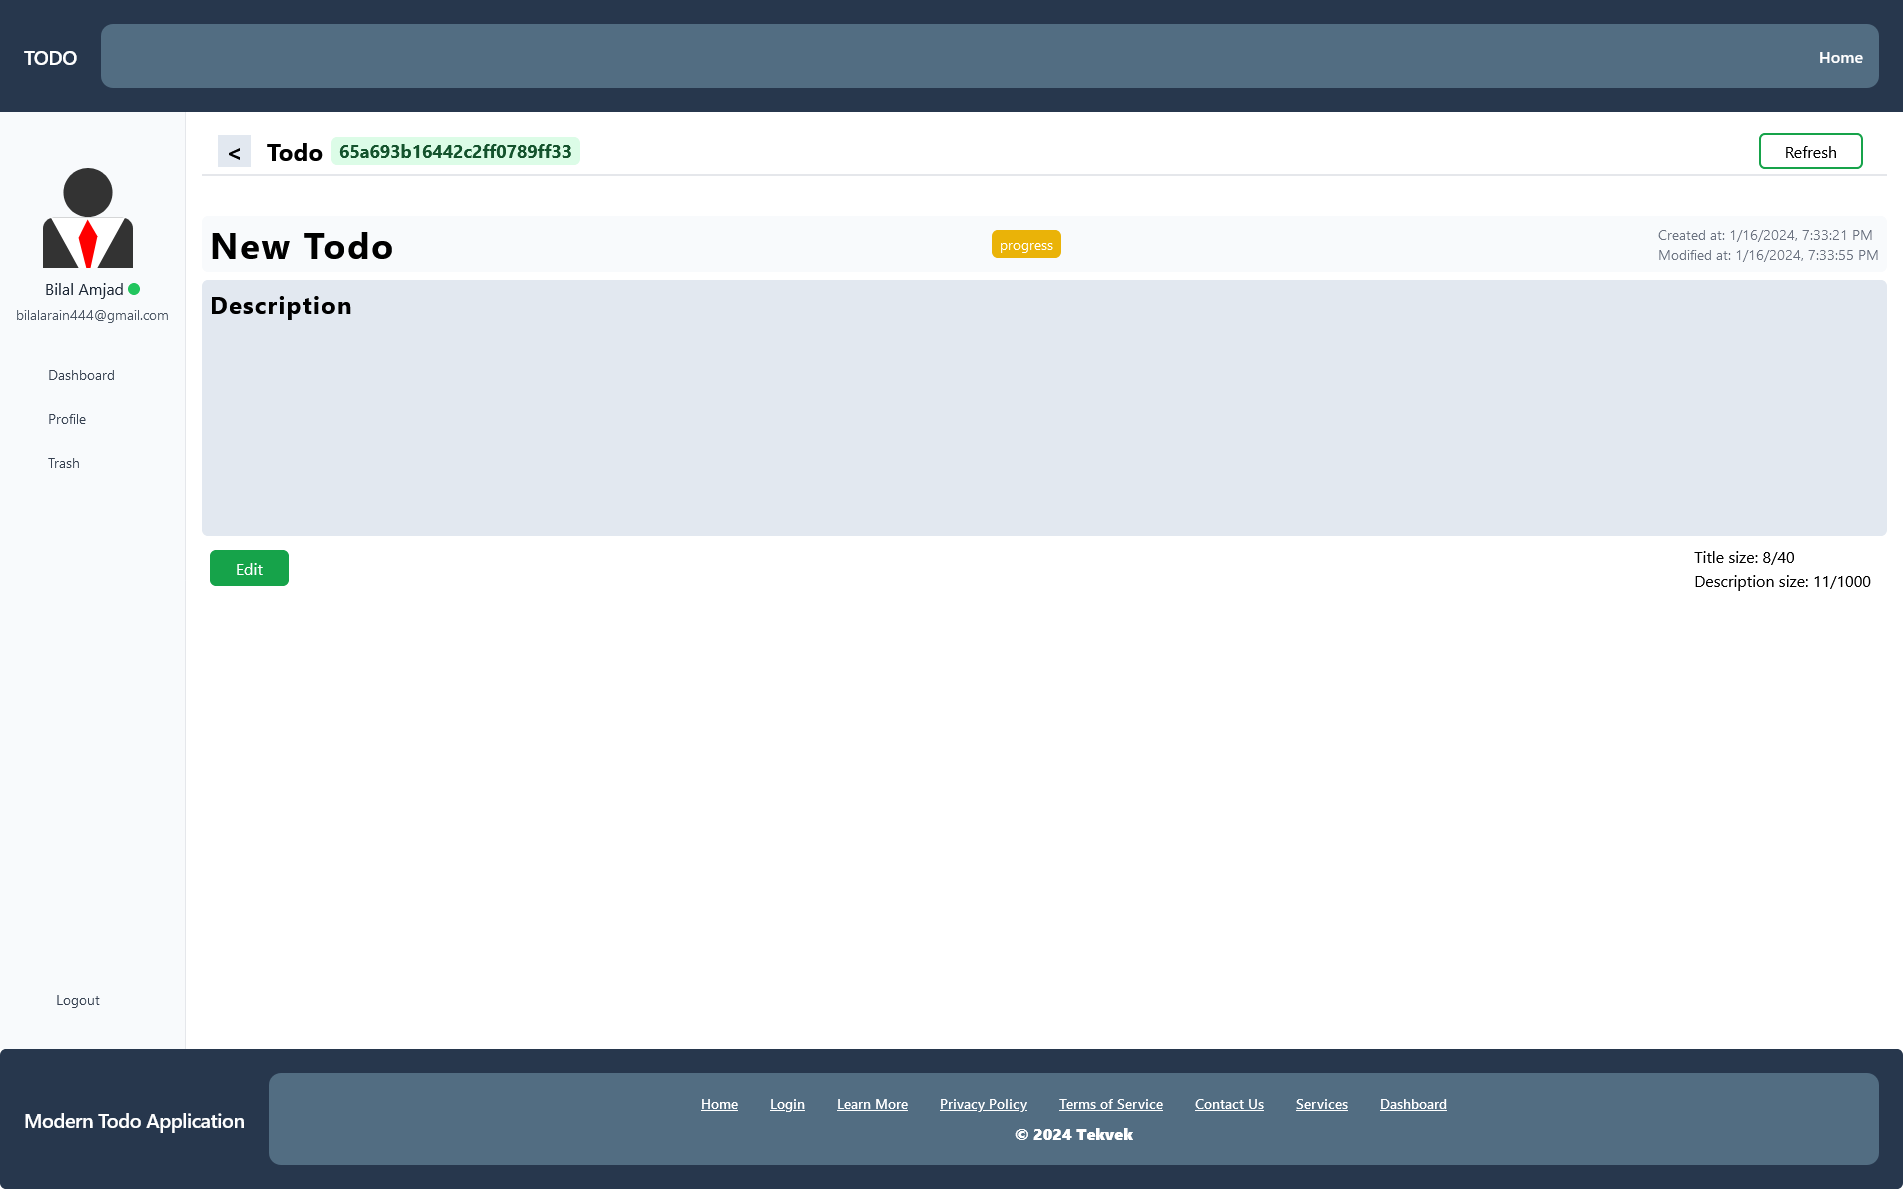 TODO
Home
Bilal Amjad
bilalarain444@gmail.com
Dashboard
Profile
Trash
Logout
< Todo 65a693b16442c2ff0789ff33
Refresh
New Todo
progress
Created at: 1/16/2024, 7:33:21 PM
Modified at: 1/16/2024, 7:33:55 PM
Description
Edit
Title size: 8/40
Description size: 11/1000
Modern Todo Application
Home Login Learn More Privacy Policy Terms of Service Contact Us Services Dashboard
© 2024 Tekvek